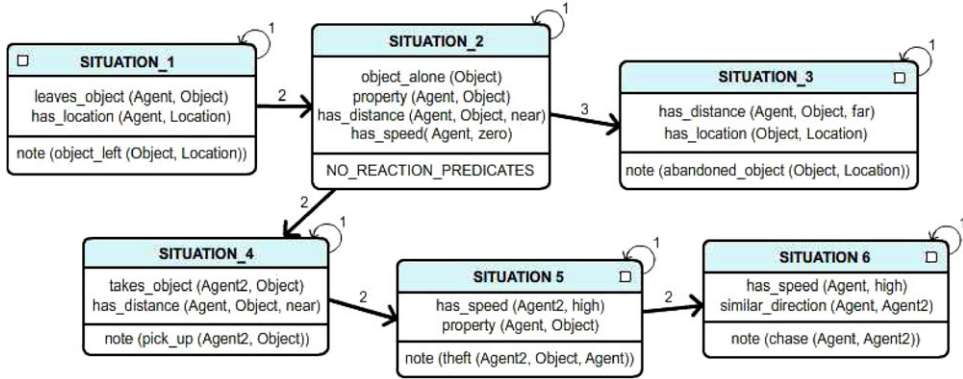 1
SITUATION_1
leaves_object (Agent, Object)
has_location (Agent, Location)
note (object_left (Object, Location))
2
1
SITUATION_2
object_alone (Object)
property (Agent, Object)
has_distance (Agent, Object, near)
has_speed( Agent, zero)
NO_REACTION_PREDICATES
3
1
SITUATION_3
has_distance (Agent, Object, far)
has_location (Object, Location)
note (abandoned_object (Object, Location))
2
1
SITUATION_4
takes_object (Agent2, Object)
has_distance (Agent, Object, near)
note (pick_up (Agent2, Object))
2
1
SITUATION 5
has_speed (Agent2, high)
property (Agent, Object)
note (theft (Agent2, Object, Agent))
2
1
SITUATION 6
has_speed (Agent, high)
similar_direction (Agent, Agent2)
note (chase (Agent, Agent2))